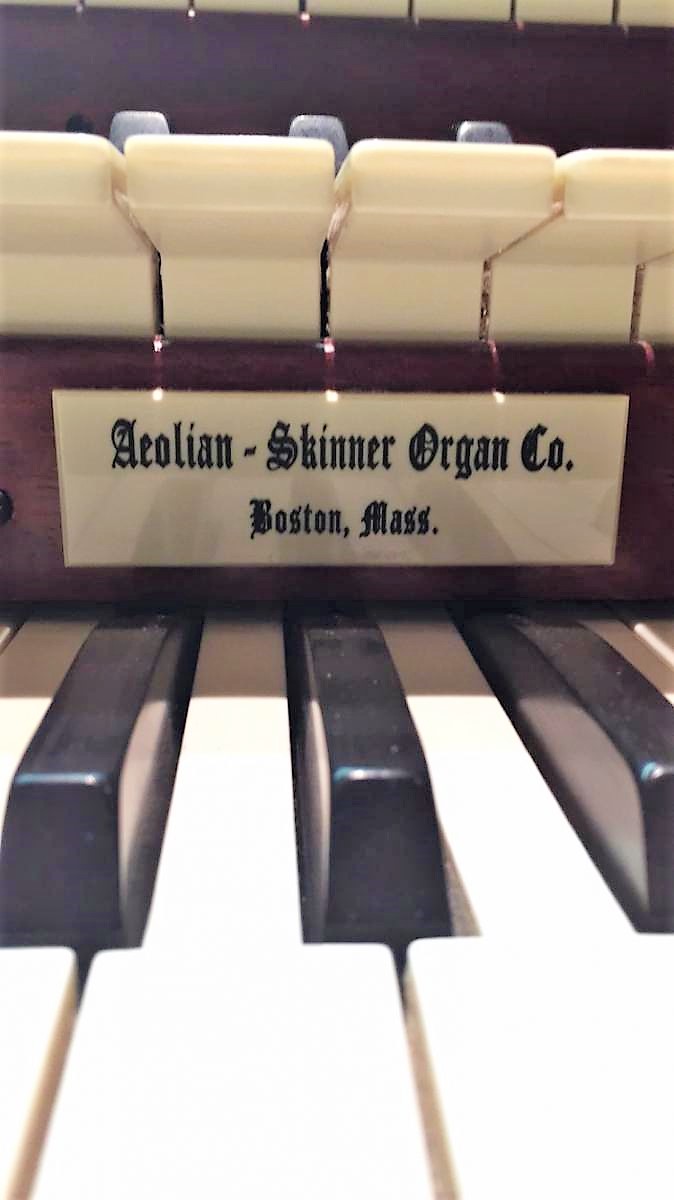 Aeolian - Skinner Organ Co.
Boston, Mass.